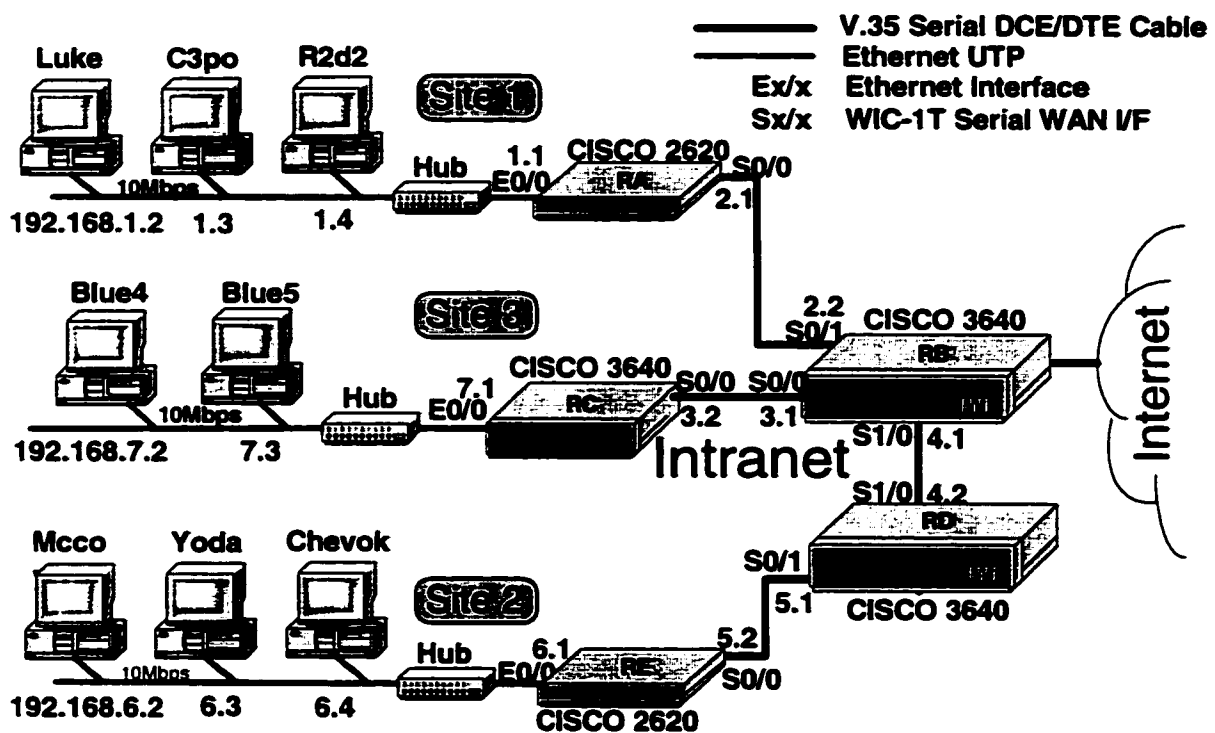 V.35 Serial DCE/DTE Cable
Ethernet UTP
Ex/x Ethernet Interface
Sx/x WIC-1T Serial WAN I/F
Luke C3po R2d2
Site 1
Hub 1.1 CISCO 2620
E0/0 RA S0/0
10Mbps 2.1
192.168.1.2 1.3 1.4
Blue4 Blue5
Site 3
2.2 CISCO 3640
S0/1 RB
CISCO 3640
Hub 7.1 S0/0 S0/0
10Mbps E0/0 RC 3.2 3.1
192.168.7.2 7.3
Intranet
S1/0 4.1
Internet
S1/0 4.2
RD
Mcco Yoda Chevok
S0/1
Site 2
5.1 CISCO 3640
Hub 6.1 5.2
10Mbps E0/0 RE S0/0
192.168.6.2 6.3 6.4
CISCO 2620